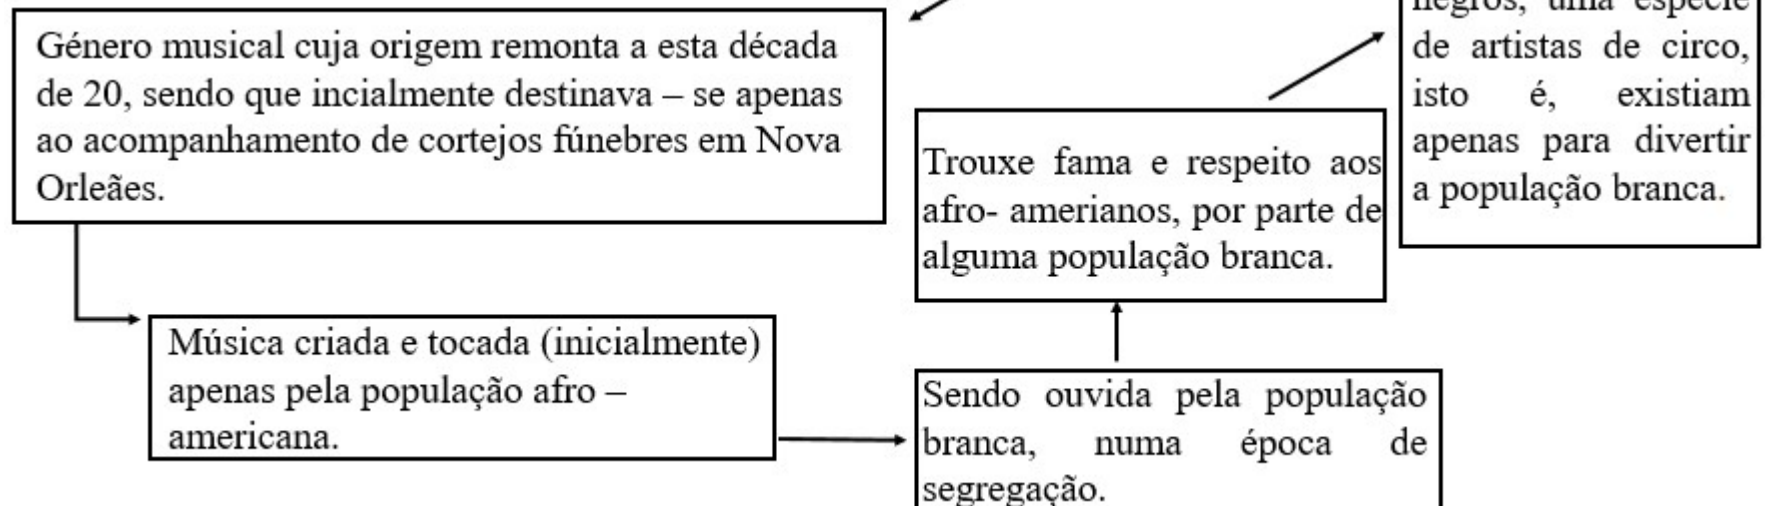 Género musical cuja origem remonta a esta década
de 20, sendo que incialmente destinava – se apenas
ao acompanhamento de cortejos fúnebres em Nova
Orleães.
Música criada e tocada (inicialmente)
apenas pela população afro –
americana.
Sendo ouvida pela população
branca, numa época de
segregação.
Trouxe fama e respeito aos
afro- amerianos, por parte de
alguma população branca.
negros, uma espécie
de artistas de circo,
isto é, existiam
apenas para divertir
a população branca.